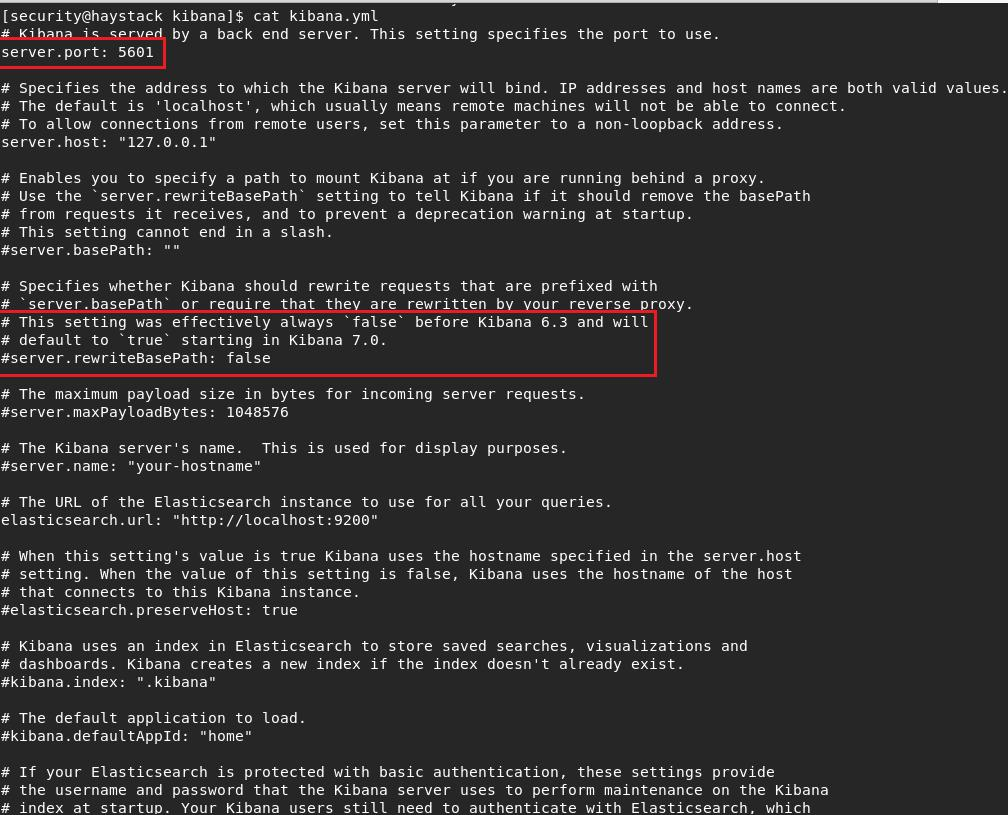 [security@haystack kibana]$ cat kibana.yml
# Kibana is served by a back end server. This setting specifies the port to use.
server.port: 5601
# Specifies the address to which the Kibana server will bind. IP addresses and host names are both valid values.
# The default is 'localhost', which usually means remote machines will not be able to connect.
# To allow connections from remote users, set this parameter to a non-loopback address.
server.host: "127.0.0.1"
# Enables you to specify a path to mount Kibana at if you are running behind a proxy.
# Use the `server.rewriteBasePath` setting to tell Kibana if it should remove the basePath
# from requests it receives, and to prevent a deprecation warning at startup.
# This setting cannot end in a slash.
#server.basePath: ""
# Specifies whether Kibana should rewrite requests that are prefixed with
# `server.basePath` or require that they are rewritten by your reverse proxy.
# This setting was effectively always `false` before Kibana 6.3 and will
# default to `true` starting in Kibana 7.0.
#server.rewriteBasePath: false
# The maximum payload size in bytes for incoming server requests.
#server.maxPayloadBytes: 1048576
# The Kibana server's name.  This is used for display purposes.
#server.name: "your-hostname"
# The URL of the Elasticsearch instance to use for all your queries.
elasticsearch.url: "http://localhost:9200"
# When this setting's value is true Kibana uses the hostname specified in the server.host
# setting. When the value of this setting is false, Kibana uses the hostname of the host
# that connects to this Kibana instance.
#elasticsearch.preserveHost: true
# Kibana uses an index in Elasticsearch to store saved searches, visualizations and
# dashboards. Kibana creates a new index if the index doesn't already exist.
#kibana.index: ".kibana"
# The default application to load.
#kibana.defaultAppId: "home"
# If your Elasticsearch is protected with basic authentication, these settings provide
# the username and password that the Kibana server uses to perform maintenance on the Kibana
# index at startup. Your Kibana users still need to authenticate with Elasticsearch, which